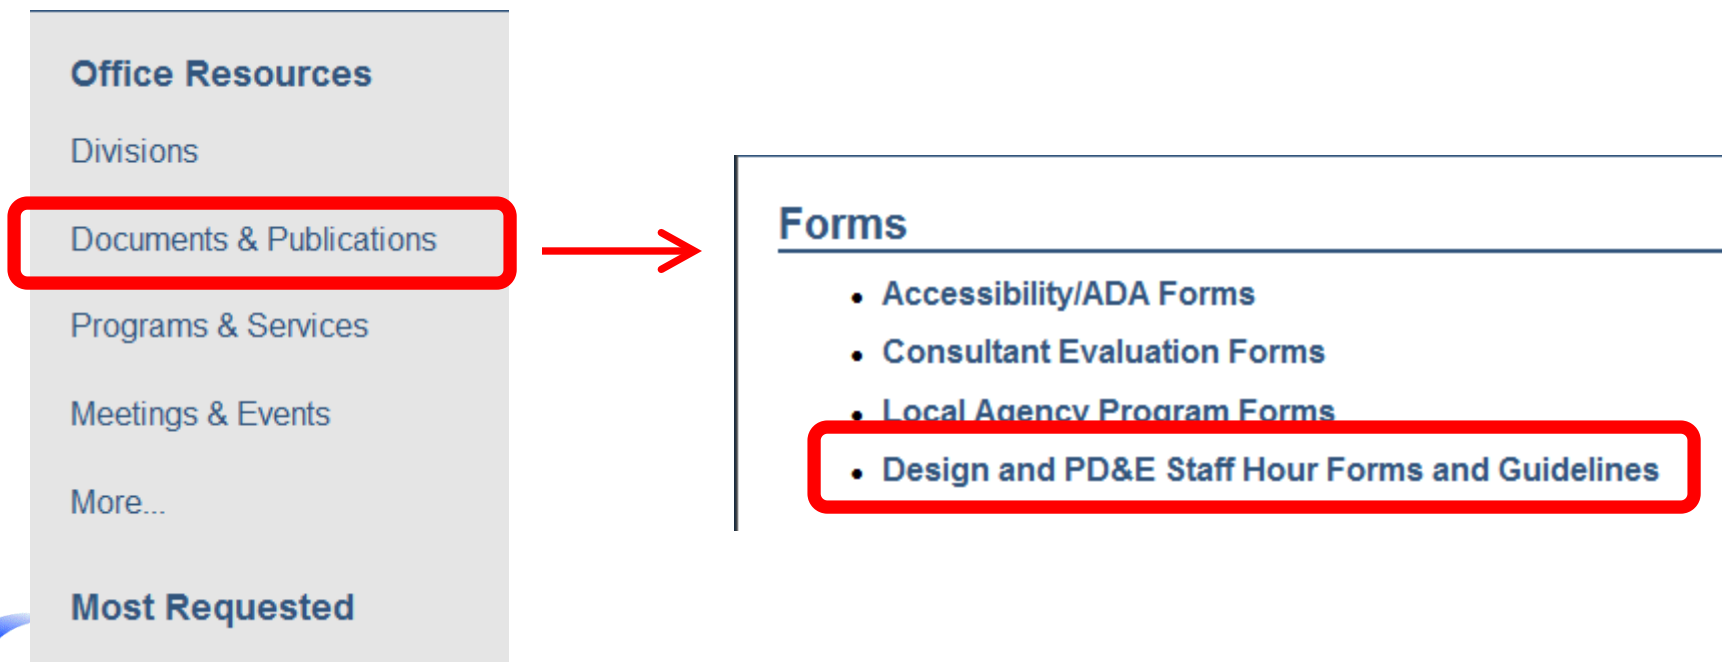 Office Resources
Divisions
Documents & Publications
Programs & Services
Meetings & Events
More...
Most Requested
Forms
Accessibility/ADA Forms
Consultant Evaluation Forms
Local Agency Program Forms
Design and PD&E Staff Hour Forms and Guidelines